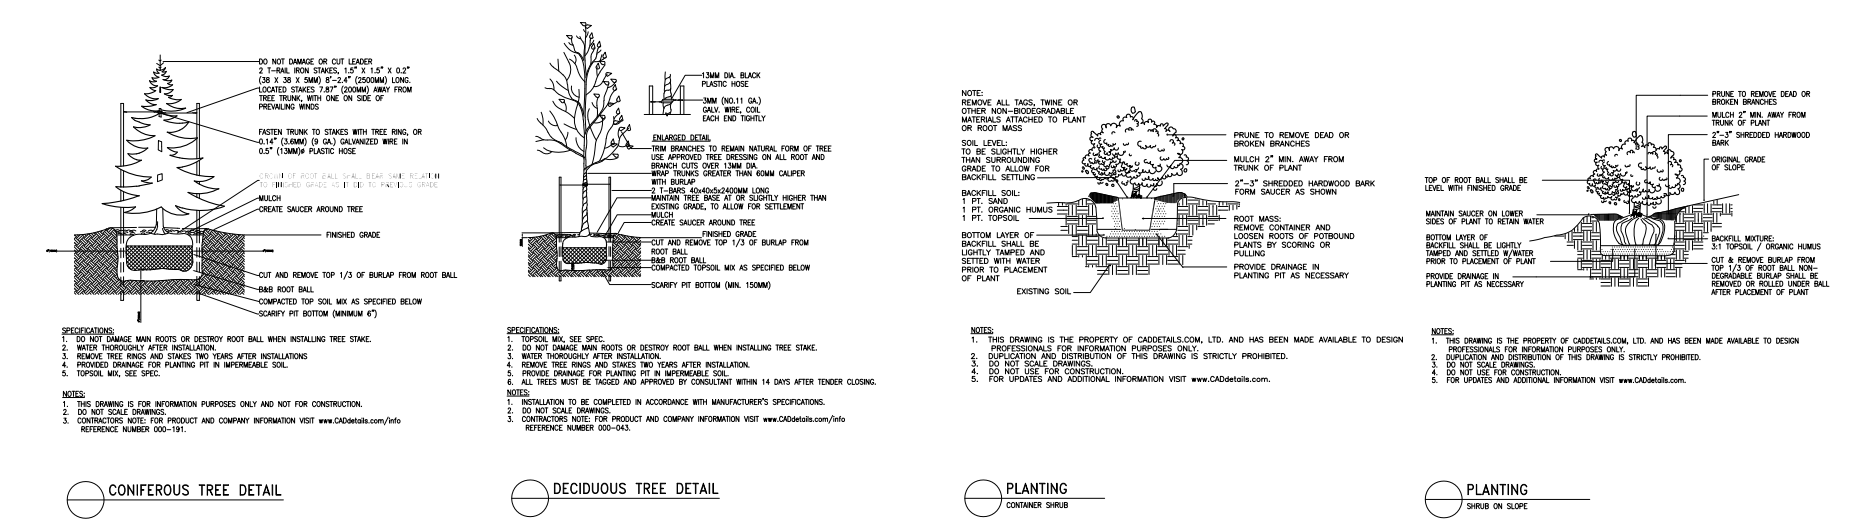 DO NOT DAMAGE OR CUT LEADER
2 T-RAIL IRON STAKES, 1.5" X 1.5" X 0.2"
(38 X 38 X 5MM) 8'-2.4" (2500MM) LONG.
LOCATED STAKES 7.87" (200MM) AWAY FROM
TREE TRUNK, WITH ONE ON SIDE OF
PREVAILING WINDS
FASTEN TRUNK TO STAKES WITH TREE RING, OR
0.14" (3.6MM) (9 GA.) GALVANIZED WIRE IN
0.5" (13MM)ø PLASTIC HOSE
CROWN OF ROOT BALL SHALL BEAR SAME RELATION
TO FINISHED GRADE AS IT DID TO PREVIOUS GRADE
MULCH
CREATE SAUCER AROUND TREE
FINISHED GRADE
CUT AND REMOVE TOP 1/3 OF BURLAP FROM ROOT BALL
B&B ROOT BALL
COMPACTED TOP SOIL MIX AS SPECIFIED BELOW
SCARIFY PIT BOTTOM (MINIMUM 6")
SPECIFICATIONS:
1. DO NOT DAMAGE MAIN ROOTS OR DESTROY ROOT BALL WHEN INSTALLING TREE STAKE.
2. WATER THOROUGHLY AFTER INSTALLATION.
3. REMOVE TREE RINGS AND STAKES TWO YEARS AFTER INSTALLATIONS
4. PROVIDED DRAINAGE FOR PLANTING PIT IN IMPERMEABLE SOIL.
5. TOPSOIL MIX, SEE SPEC.
NOTES:
1. THIS DRAWING IS FOR INFORMATION PURPOSES ONLY AND NOT FOR CONSTRUCTION.
2. DO NOT SCALE DRAWINGS.
3. CONTRACTORS NOTE: FOR PRODUCT AND COMPANY INFORMATION VISIT www.CADdetails.com/info
REFERENCE NUMBER 000-191.
CONIFEROUS TREE DETAIL
13MM DIA. BLACK
PLASTIC HOSE
3MM (NO.11 GA.)
GALV. WIRE, COIL
EACH END TIGHTLY
ENLARGED DETAIL
TRIM BRANCHES TO REMAIN NATURAL FORM OF TREE
USE APPROVED TREE DRESSING ON ALL ROOT AND
BRANCH CUTS OVER 13MM DIA.
WRAP TRUNKS GREATER THAN 60MM CALIPER
WITH BURLAP
2 T-BARS 40x40x5x2400MM LONG
MANTAIN TREE BASE AT OR SLIGHTLY HIGHER THAN
EXISTING GRADE, TO ALLOW FOR SETTLEMENT
MULCH
CREATE SAUCER AROUND TREE
FINISHED GRADE
CUT AND REMOVE TOP 1/3 OF BURLAP FROM
ROOT BALL
B&B ROOT BALL
COMPACTED TOPSOIL MIX AS SPECIFIED BELOW
SCARIFY PIT BOTTOM (MIN. 150MM)
SPECIFICATIONS:
1. TOPSOIL MIX, SEE SPEC.
2. DO NOT DAMAGE MAIN ROOTS OR DESTROY ROOT BALL WHEN INSTALLING TREE STAKE.
3. WATER THOROUGHLY AFTER INSTALLATION.
4. REMOVE TREE RINGS AND STAKES TWO YEARS AFTER INSTALLATION.
5. PROVIDE DRAINAGE FOR PLANTING PIT IN IMPERMEABLE SOIL.
6. ALL TREES MUST BE TAGGED AND APPROVED BY CONSULTANT WITHIN 14 DAYS AFTER TENDER CLOSING.
NOTES:
1. INSTALLATION TO BE COMPLETED IN ACCORDANCE WITH MANUFACTURER'S SPECIFICATIONS.
2. DO NOT SCALE DRAWINGS.
3. CONTRACTORS NOTE: FOR PRODUCT AND COMPANY INFORMATION VISIT www.CADdetails.com/info
REFERENCE NUMBER 000-043.
DECIDUOUS TREE DETAIL
NOTE:
REMOVE ALL TAGS, TWINE OR
OTHER NON-BIODEGRADABLE
MATERIALS ATTACHED TO PLANT
OR ROOT MASS
SOIL LEVEL:
TO BE SLIGHTLY HIGHER
THAN SURROUNDING
GRADE TO ALLOW FOR
BACKFILL SETTLING
BACKFILL SOIL:
1 PT. SAND
1 PT. ORGANIC HUMUS
1 PT. TOPSOIL
BOTTOM LAYER OF
BACKFILL SHALL BE
LIGHTLY TAMPED AND
SETTED WITH WATER
PRIOR TO PLACEMENT
OF PLANT
EXISTING SOIL
PRUNE TO REMOVE DEAD OR
BROKEN BRANCHES
MULCH 2" MIN. AWAY FROM
TRUNK OF PLANT
2"-3" SHREDDED HARDWOOD BARK
FORM SAUCER AS SHOWN
ROOT MASS:
REMOVE CONTAINER AND
LOOSEN ROOTS OF POTBOUND
PLANTS BY SCORING OR
PULLING
PROVIDE DRAINAGE IN
PLANTING PIT AS NECESSARY
NOTES:
1. THIS DRAWING IS THE PROPERTY OF CADDETAILS.COM, LTD. AND HAS BEEN MADE AVAILABLE TO DESIGN
PROFESSIONALS FOR INFORMATION PURPOSES ONLY.
2. DUPLICATION AND DISTRIBUTION OF THIS DRAWING IS STRICTLY PROHIBITED.
3. DO NOT SCALE DRAWINGS.
4. DO NOT USE FOR CONSTRUCTION.
5. FOR UPDATES AND ADDITIONAL INFORMATION VISIT www.CADdetails.com.
PLANTING
CONTAINER SHRUB
PRUNE TO REMOVE DEAD OR
BROKEN BRANCHES
MULCH 2" MIN. AWAY FROM
TRUNK OF PLANT
2"-3" SHREDDED HARDWOOD
BARK
ORIGINAL GRADE
OF SLOPE
TOP OF ROOT BALL SHALL BE
LEVEL WITH FINISHED GRADE
MAINTAIN SAUCER ON LOWER
SIDES OF PLANT TO RETAIN WATER
BOTTOM LAYER OF
BACKFILL SHALL BE LIGHTLY
TAMPED AND SETTLED W/WATER
PRIOR TO PLACEMENT OF PLANT
PROVIDE DRAINAGE IN
PLANTING PIT AS NECESSARY
BACKFILL MIXTURE:
3:1 TOPSOIL / ORGANIC HUMUS
CUT & REMOVE BURLAP FROM
TOP 1/3 OF ROOT BALL NON-
DEGRADABLE BURLAP SHALL BE
REMOVED OR ROLLED UNDER BALL
AFTER PLACEMENT OF PLANT
NOTES:
1. THIS DRAWING IS THE PROPERTY OF CADDETAILS.COM, LTD. AND HAS BEEN MADE AVAILABLE TO DESIGN
PROFESSIONALS FOR INFORMATION PURPOSES ONLY.
2. DUPLICATION AND DISTRIBUTION OF THIS DRAWING IS STRICTLY PROHIBITED.
3. DO NOT SCALE DRAWINGS.
4. DO NOT USE FOR CONSTRUCTION.
5. FOR UPDATES AND ADDITIONAL INFORMATION VISIT www.CADdetails.com.
PLANTING
SHRUB ON SLOPE